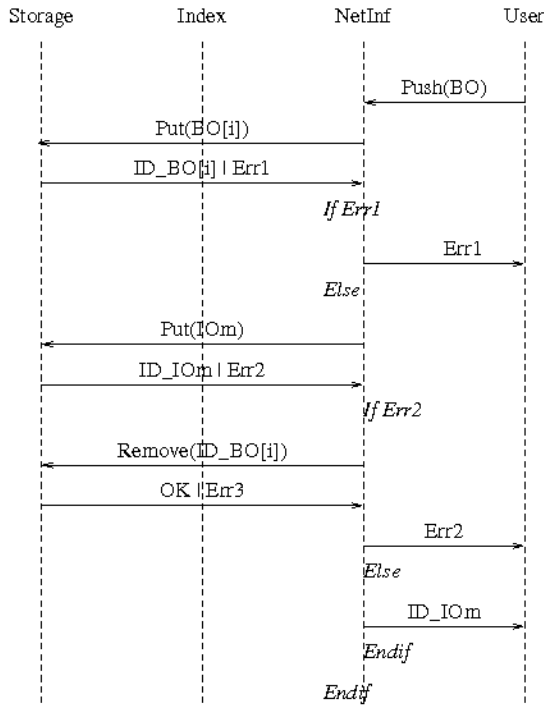 Storage Index NetInf User
Push(BO)
Put(BO[i])
ID_BO[i] | Err1
If Err1
Err1
Else
Put(IOm)
ID_IOm | Err2
If Err2
Remove(ID_BO[i])
OK | Err3
Err2
Else
ID_IOm
Endif
Endif